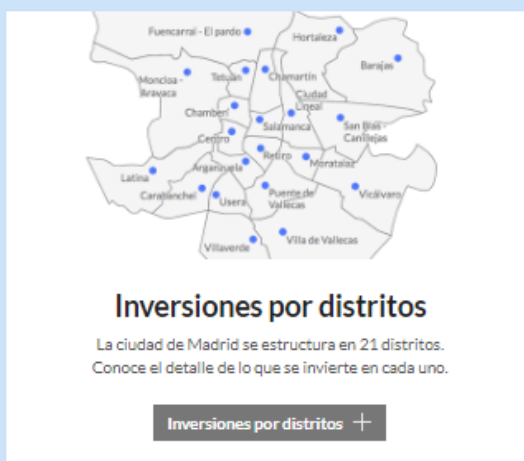 Fuencarral - El pardo
Hortaleza
Barajas
Moncloa -
Aravaca
Tetuán
Chamartín
Ciudad
Lineal
Chamberí
Salamanca
San Blas -
Canillejas
Centro
Retiro
Moratalaz
Arganzuela
Latina
Carabanchel
Usera
Puente de
Vallecas
Vicálvaro
Villaverde
Villa de Vallecas
Inversiones por distritos
La ciudad de Madrid se estructura en 21 distritos.
Conoce el detalle de lo que se invierte en cada uno.
Inversiones por distritos +